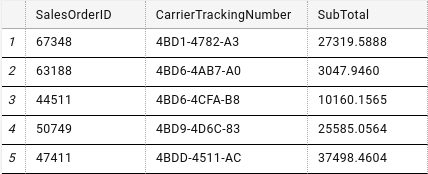 SalesOrderID CarrierTrackingNumber SubTotal
1 67348 4BD1-4782-A3 27319.5888
2 63188 4BD6-4AB7-A0 3047.9460
3 44511 4BD6-4CFA-B8 10160.1565
4 50749 4BD9-4D6C-83 25585.0564
5 47411 4BDD-4511-AC 37498.4604